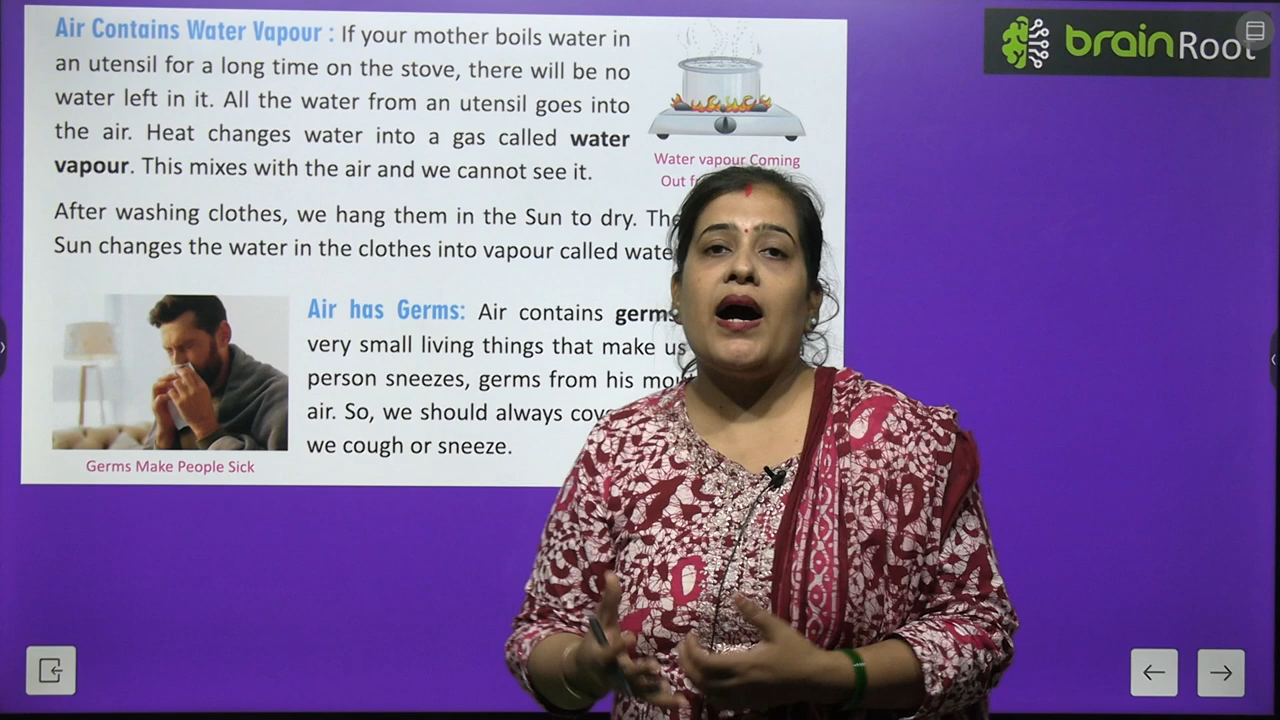 Air Contains Water Vapour : If your mother boils water in
an utensil for a long time on the stove, there will be no
water left in it. All the water from an utensil goes into
the air. Heat changes water into a gas called water
vapour. This mixes with the air and we cannot see it.
Water vapour Coming
Out
After washing clothes, we hang them in the Sun to dry. The
Sun changes the water in the clothes into vapour called
Air has Germs: Air contains germs
very small living things that make us
person sneezes, germs from his
air. So, we should always
we cough or sneeze.
Germs Make People Sick
brainRoot